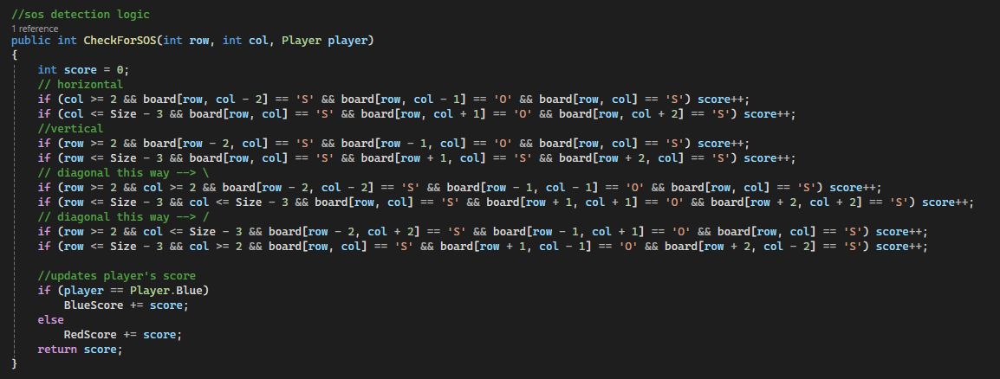 //sos detection logic
1 reference
public int CheckForSOS(int row, int col, Player player)
{
    int score = 0;
    // horizontal
    if (col >= 2 && board[row, col - 2] == 'S' && board[row, col - 1] == 'O' && board[row, col] == 'S') score++;
    if (col <= Size - 3 && board[row, col] == 'S' && board[row, col + 1] == 'O' && board[row, col + 2] == 'S') score++;
    //vertical
    if (row >= 2 && board[row - 2, col] == 'S' && board[row - 1, col] == 'O' && board[row, col] == 'S') score++;
    if (row <= Size - 3 && board[row, col] == 'S' && board[row + 1, col] == 'S' && board[row + 2, col] == 'S') score++;
    // diagonal this way --> \
    if (row >= 2 && col >= 2 && board[row - 2, col - 2] == 'S' && board[row - 1, col - 1] == 'O' && board[row, col] == 'S') score++;
    if (row <= Size - 3 && col <= Size - 3 && board[row, col] == 'S' && board[row + 1, col + 1] == 'O' && board[row + 2, col + 2] == 'S') score++;
    // diagonal this way --> /
    if (row >= 2 && col <= Size - 3 && board[row - 2, col + 2] == 'S' && board[row - 1, col + 1] == 'O' && board[row, col] == 'S') score++;
    if (row <= Size - 3 && col >= 2 && board[row, col] == 'S' && board[row + 1, col - 1] == 'O' && board[row + 2, col - 2] == 'S') score++;

    //updates player's score
    if (player == Player.Blue)
        BlueScore += score;
    else
        RedScore += score;
    return score;
}